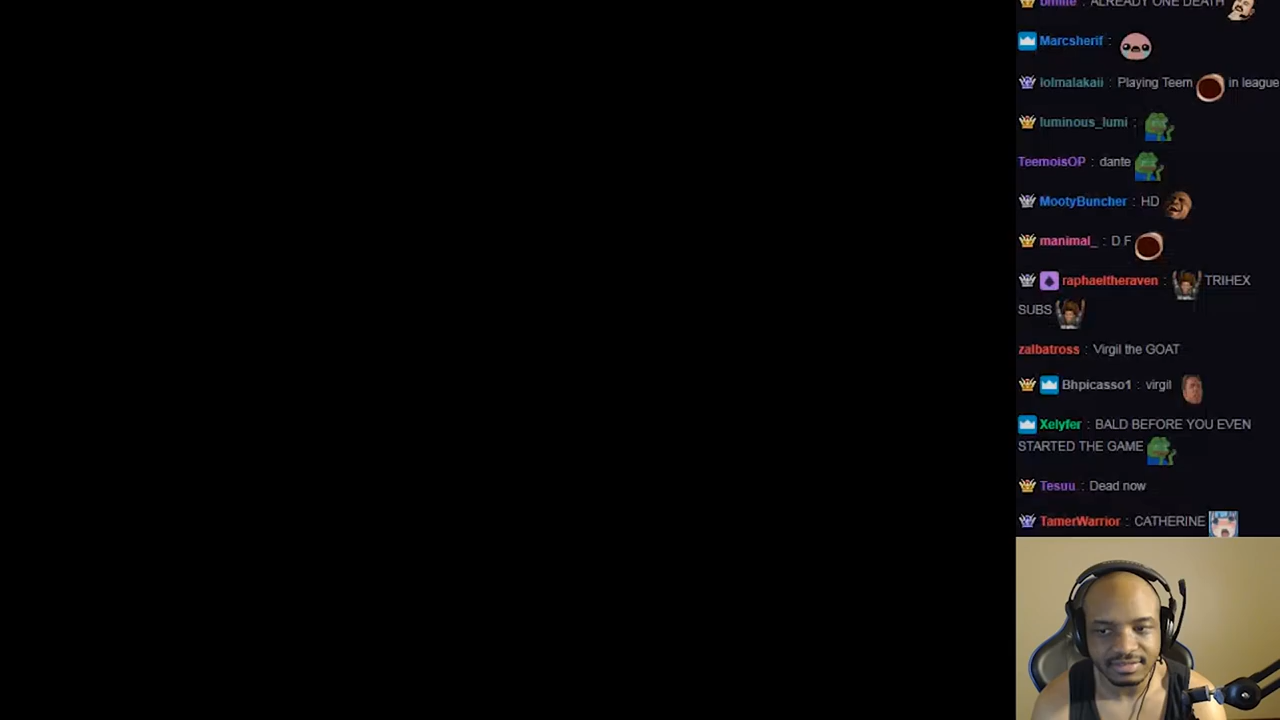 bmille : ALREADY ONE DEATH
Marcsherif :
lolmalakaii : Playing Teem in league
luminous_lumi :
TeemoisOP : dante
MootyBuncher : HD
manimal_ : D F
raphaeltheraven : TRIHEX
SUBS
zalbatross : Virgil the GOAT
Bhpicasso1 : virgil
Xelyfer : BALD BEFORE YOU EVEN
STARTED THE GAME
Tesuu : Dead now
TamerWarrior : CATHERINE